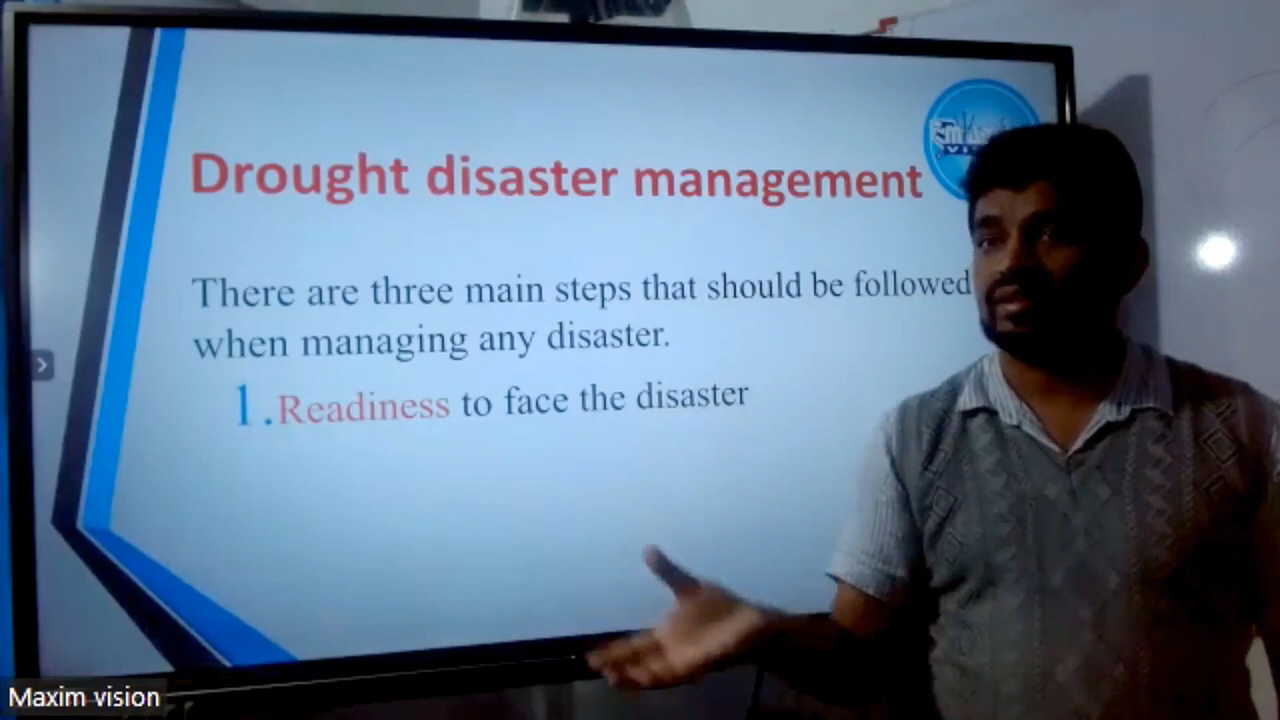 Drought disaster management
There are three main steps that should be followed
when managing any disaster.
1.Readiness to face the disaster
Maxim vision